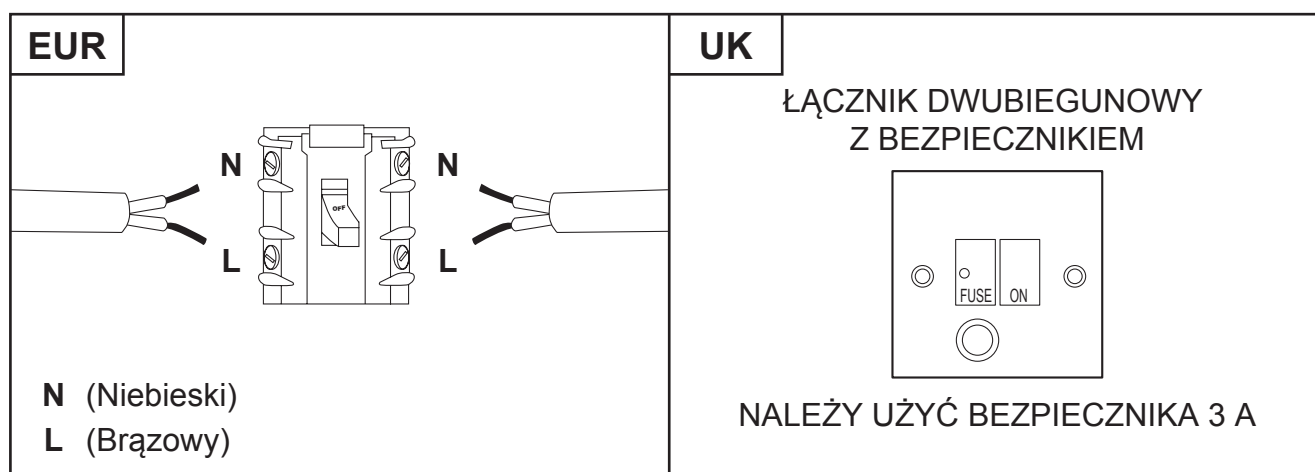 EUR
N
N
OFF
L
L
N (Niebieski)
L (Brązowy)
UK
ŁĄCZNIK DWUBIEGUNOWY
Z BEZPIECZNIKIEM
FUSE ON
NALEŻY UŻYĆ BEZPIECZNIKA 3 A